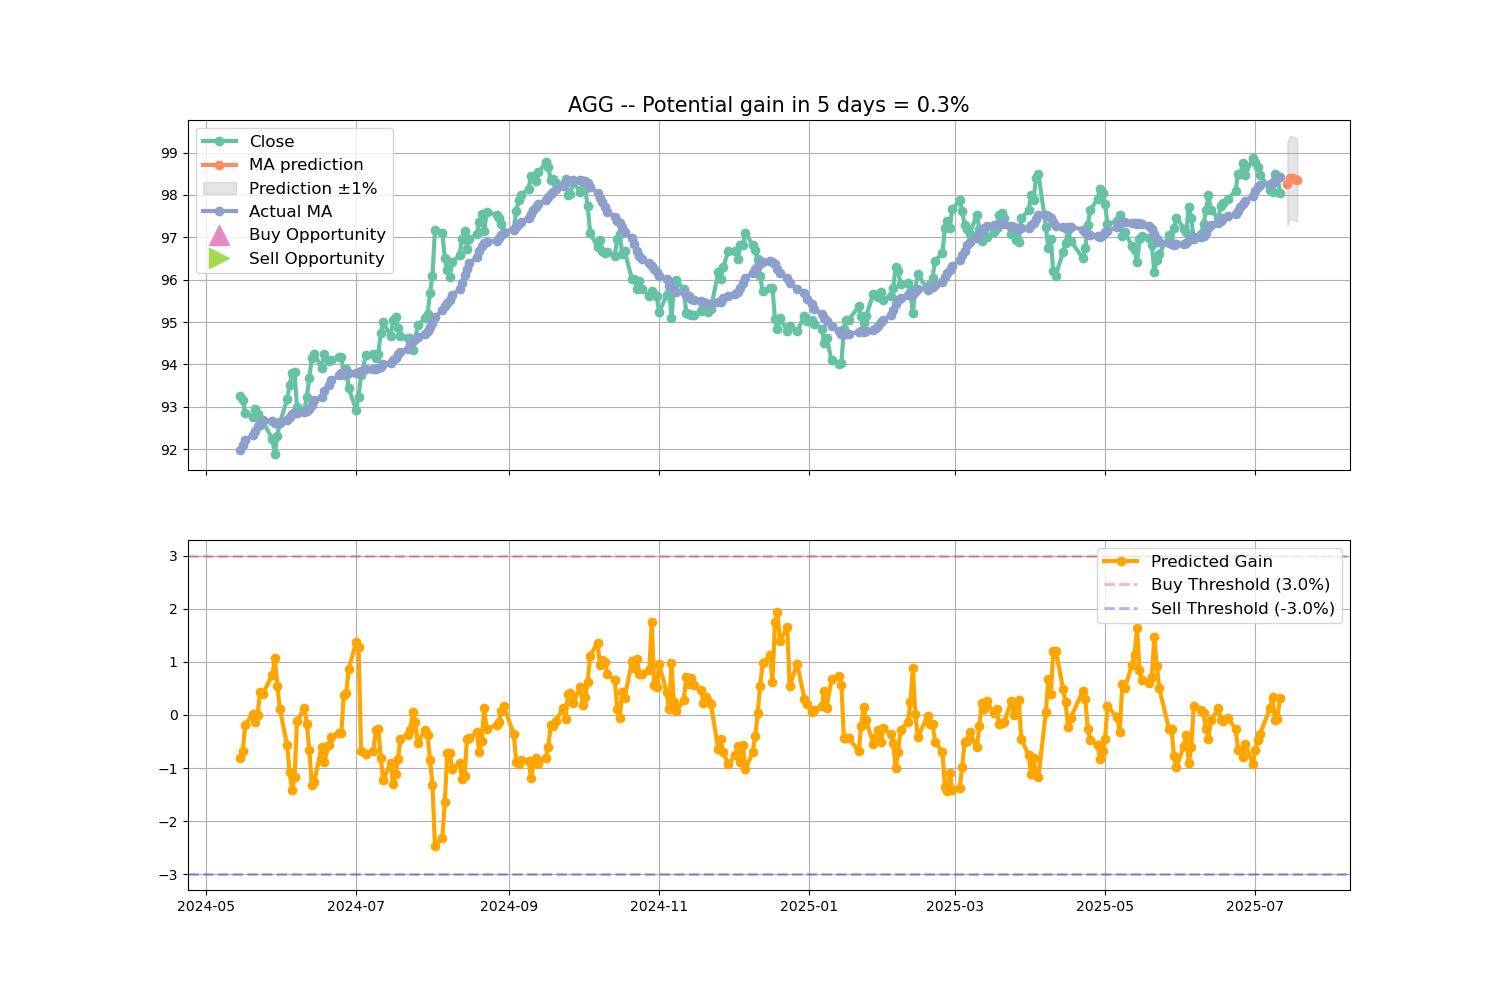 AGG -- Potential gain in 5 days = 0.3%
Close
MA prediction
Prediction ±1%
Actual MA
Buy Opportunity
Sell Opportunity
99
98
97
96
95
94
93
92
Predicted Gain
Buy Threshold (3.0%)
Sell Threshold (-3.0%)
3
2
1
0
−1
−2
−3
2024-05 2024-07 2024-09 2024-11 2025-01 2025-03 2025-05 2025-07